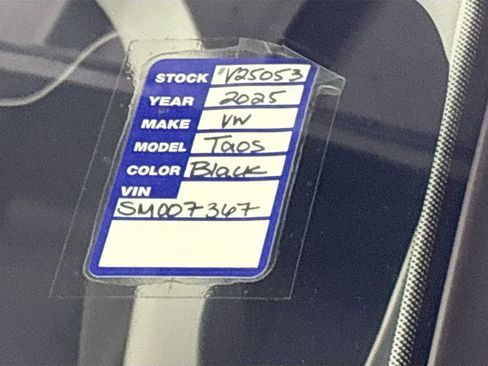 STOCK #V25053
YEAR 2025
MAKE VW
MODEL Taos
COLOR Black
VIN
SM007367